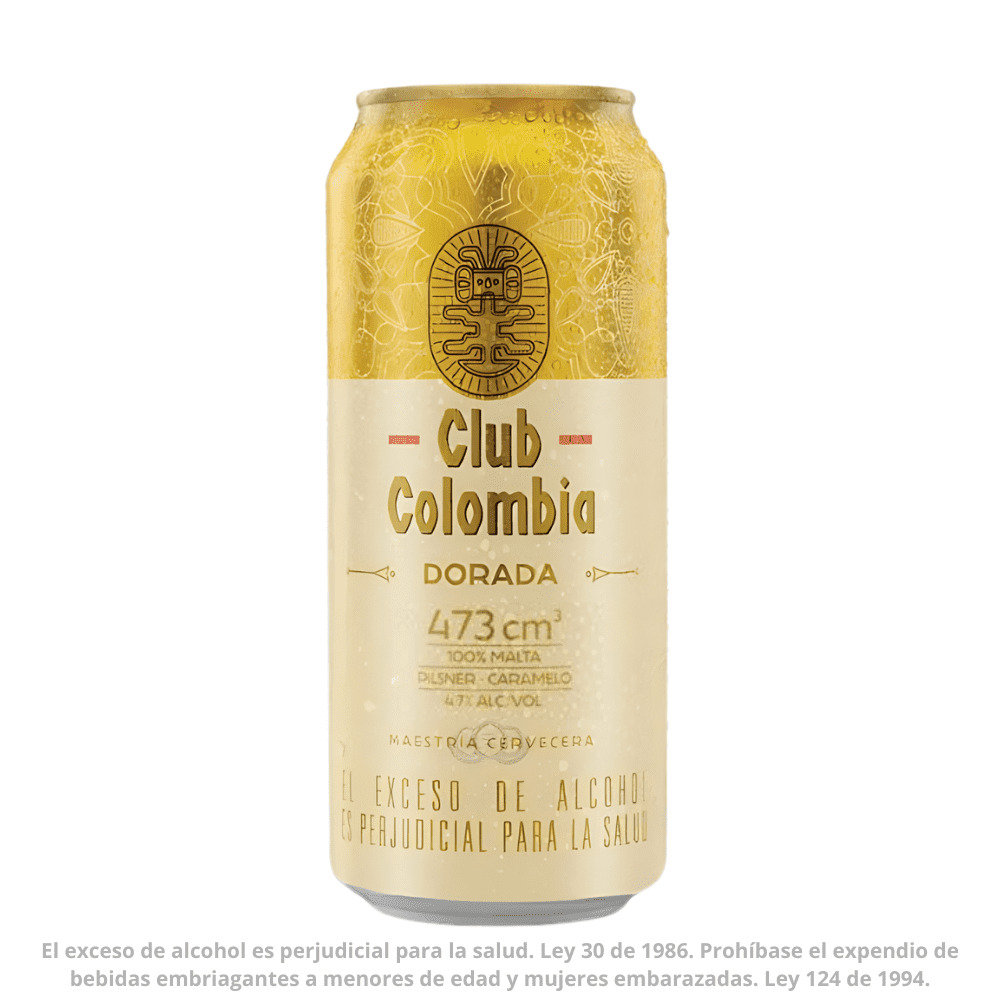 Club
Colombia
DORADA
473 cm³
100% MALTA
PILSNER - CARAMELO
4.7% ALC/VOL
MAESTRÍA CERVECERA
EL EXCESO DE ALCOHOL
ES PERJUDICIAL PARA LA SALUD
El exceso de alcohol es perjudicial para la salud. Ley 30 de 1986. Prohíbase el expendio de
bebidas embriagantes a menores de edad y mujeres embarazadas. Ley 124 de 1994.